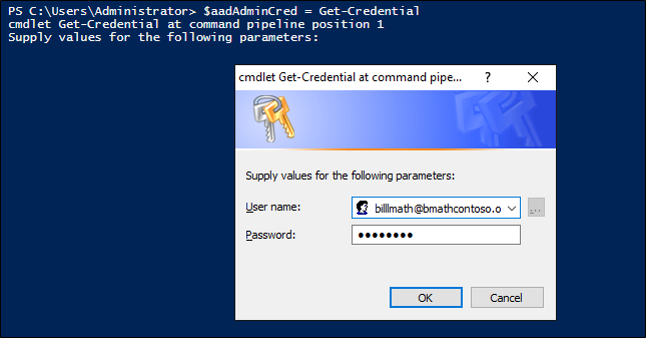 PS C:\Users\Administrator> $aadAdminCred = Get-Credential
cmdlet Get-Credential at command pipeline position 1
Supply values for the following parameters:
cmdlet Get-Credential at command pipe... ? ✕
Supply values for the following parameters:
User name: billmath@bmathcontoso.o ...
Password: ••••••••
OK Cancel